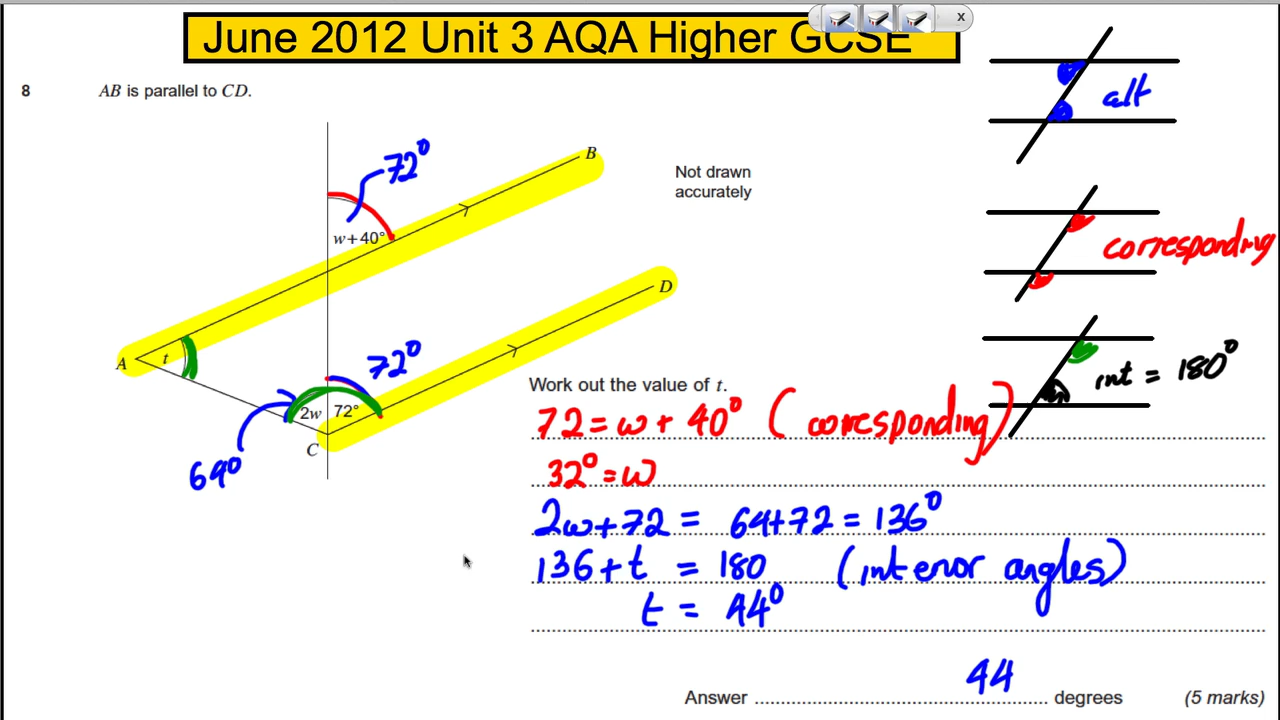 June 2012 Unit 3 AQA Higher GCSE
x
8 AB is parallel to CD.
alt
72°
B
Not drawn
accurately
w+40°
corresponding
D
A
t
72°
int = 180°
Work out the value of t.
2w 72°
72 = w + 40° (corresponding)
C
64°
32° = w
2w + 72 = 64+72 = 136°
136 + t = 180 (interior angles)
t = 44°
44
Answer degrees (5 marks)